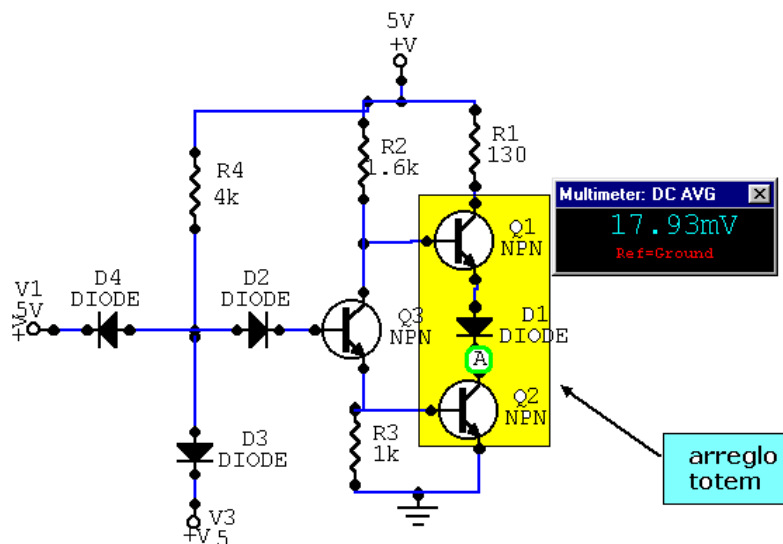 5V
+V
R4
4k
R2
1.6k
R1
130
Multimeter: DC AVG
17.93mV
Ref=Ground
Q1
NPN
V1
5V
+V
D4
DIODE
D2
DIODE
Q3
NPN
D1
DIODE
A
Q2
NPN
R3
1k
D3
DIODE
V3
+V 5
arreglo
totem